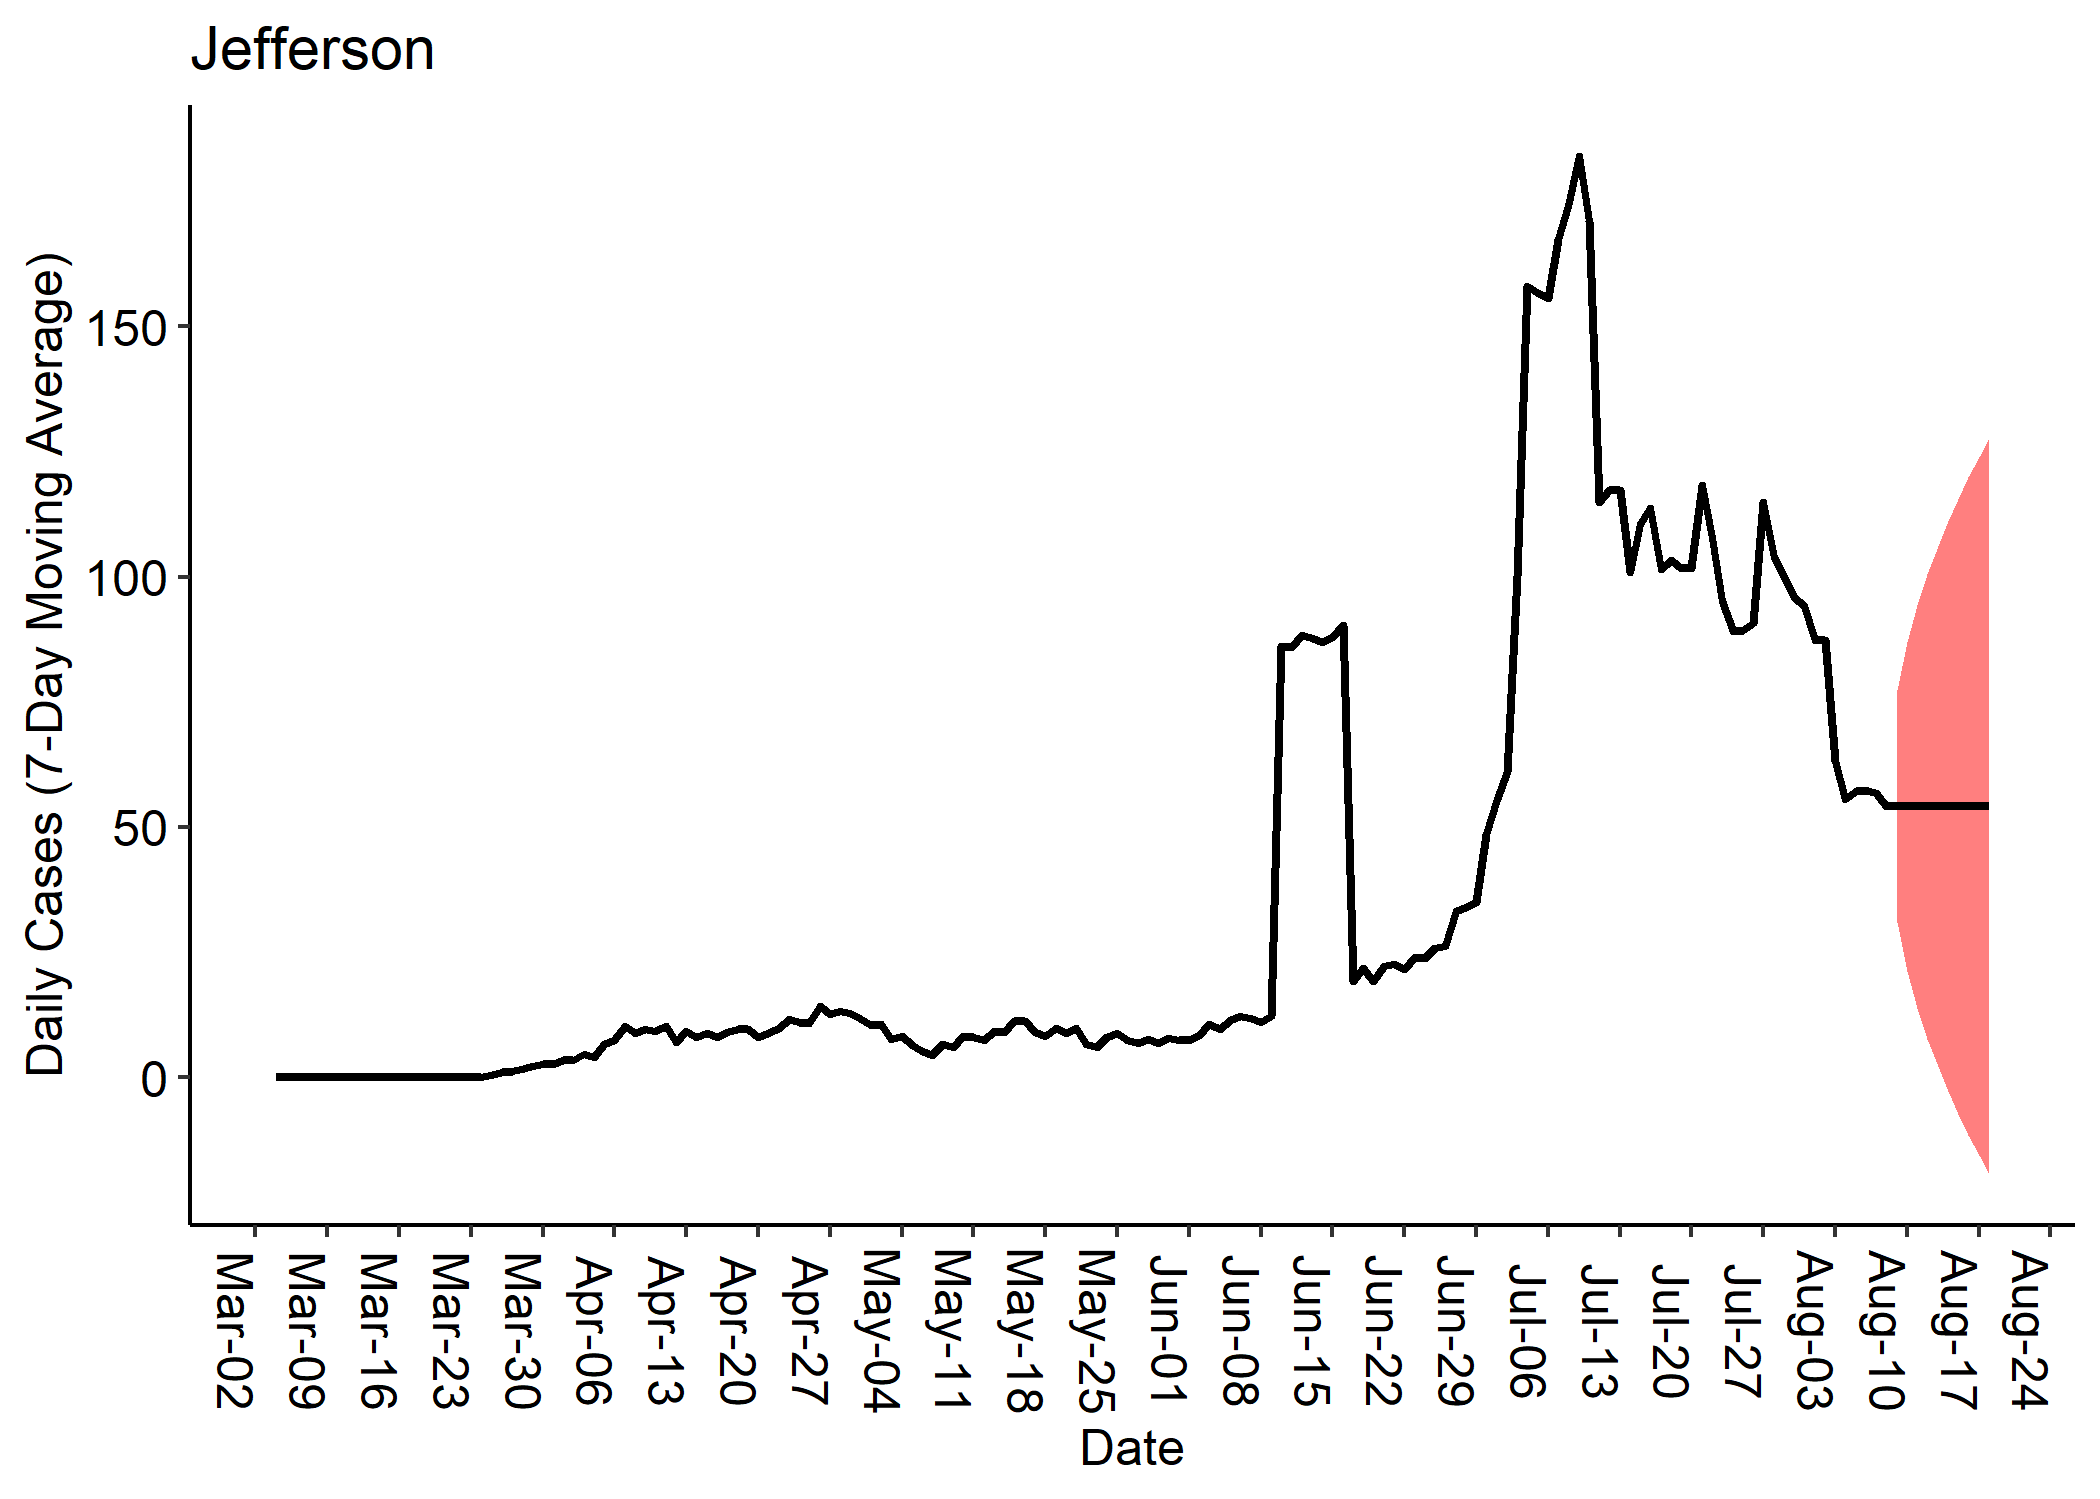 Jefferson
Daily Cases (7-Day Moving Average)
150
100
50
0
Mar-02
Mar-09
Mar-16
Mar-23
Mar-30
Apr-06
Apr-13
Apr-20
Apr-27
May-04
May-11
May-18
May-25
Jun-01
Jun-08
Jun-15
Jun-22
Jun-29
Jul-06
Jul-13
Jul-20
Jul-27
Aug-03
Aug-10
Aug-17
Aug-24
Date